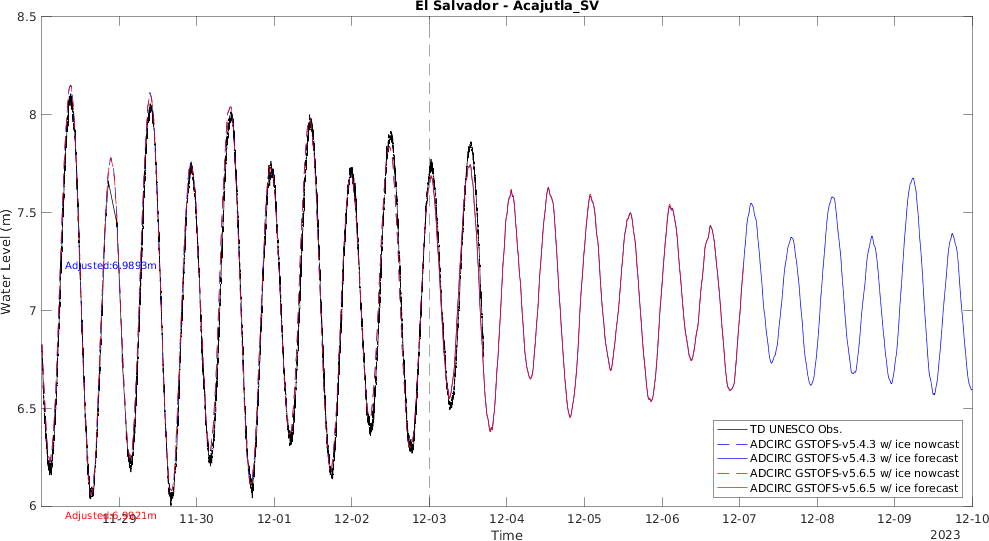 El Salvador - Acajutla_SV
8.5
8
7.5
7
6.5
6
Water Level (m)
Adjusted:6.9893m
Adjusted:6.9921m
11-29 11-30 12-01 12-02 12-03 12-04 12-05 12-06 12-07 12-08 12-09 12-10
Time
2023
TD UNESCO Obs.
ADCIRC GSTOFS-v5.4.3 w/ ice nowcast
ADCIRC GSTOFS-v5.4.3 w/ ice forecast
ADCIRC GSTOFS-v5.6.5 w/ ice nowcast
ADCIRC GSTOFS-v5.6.5 w/ ice forecast